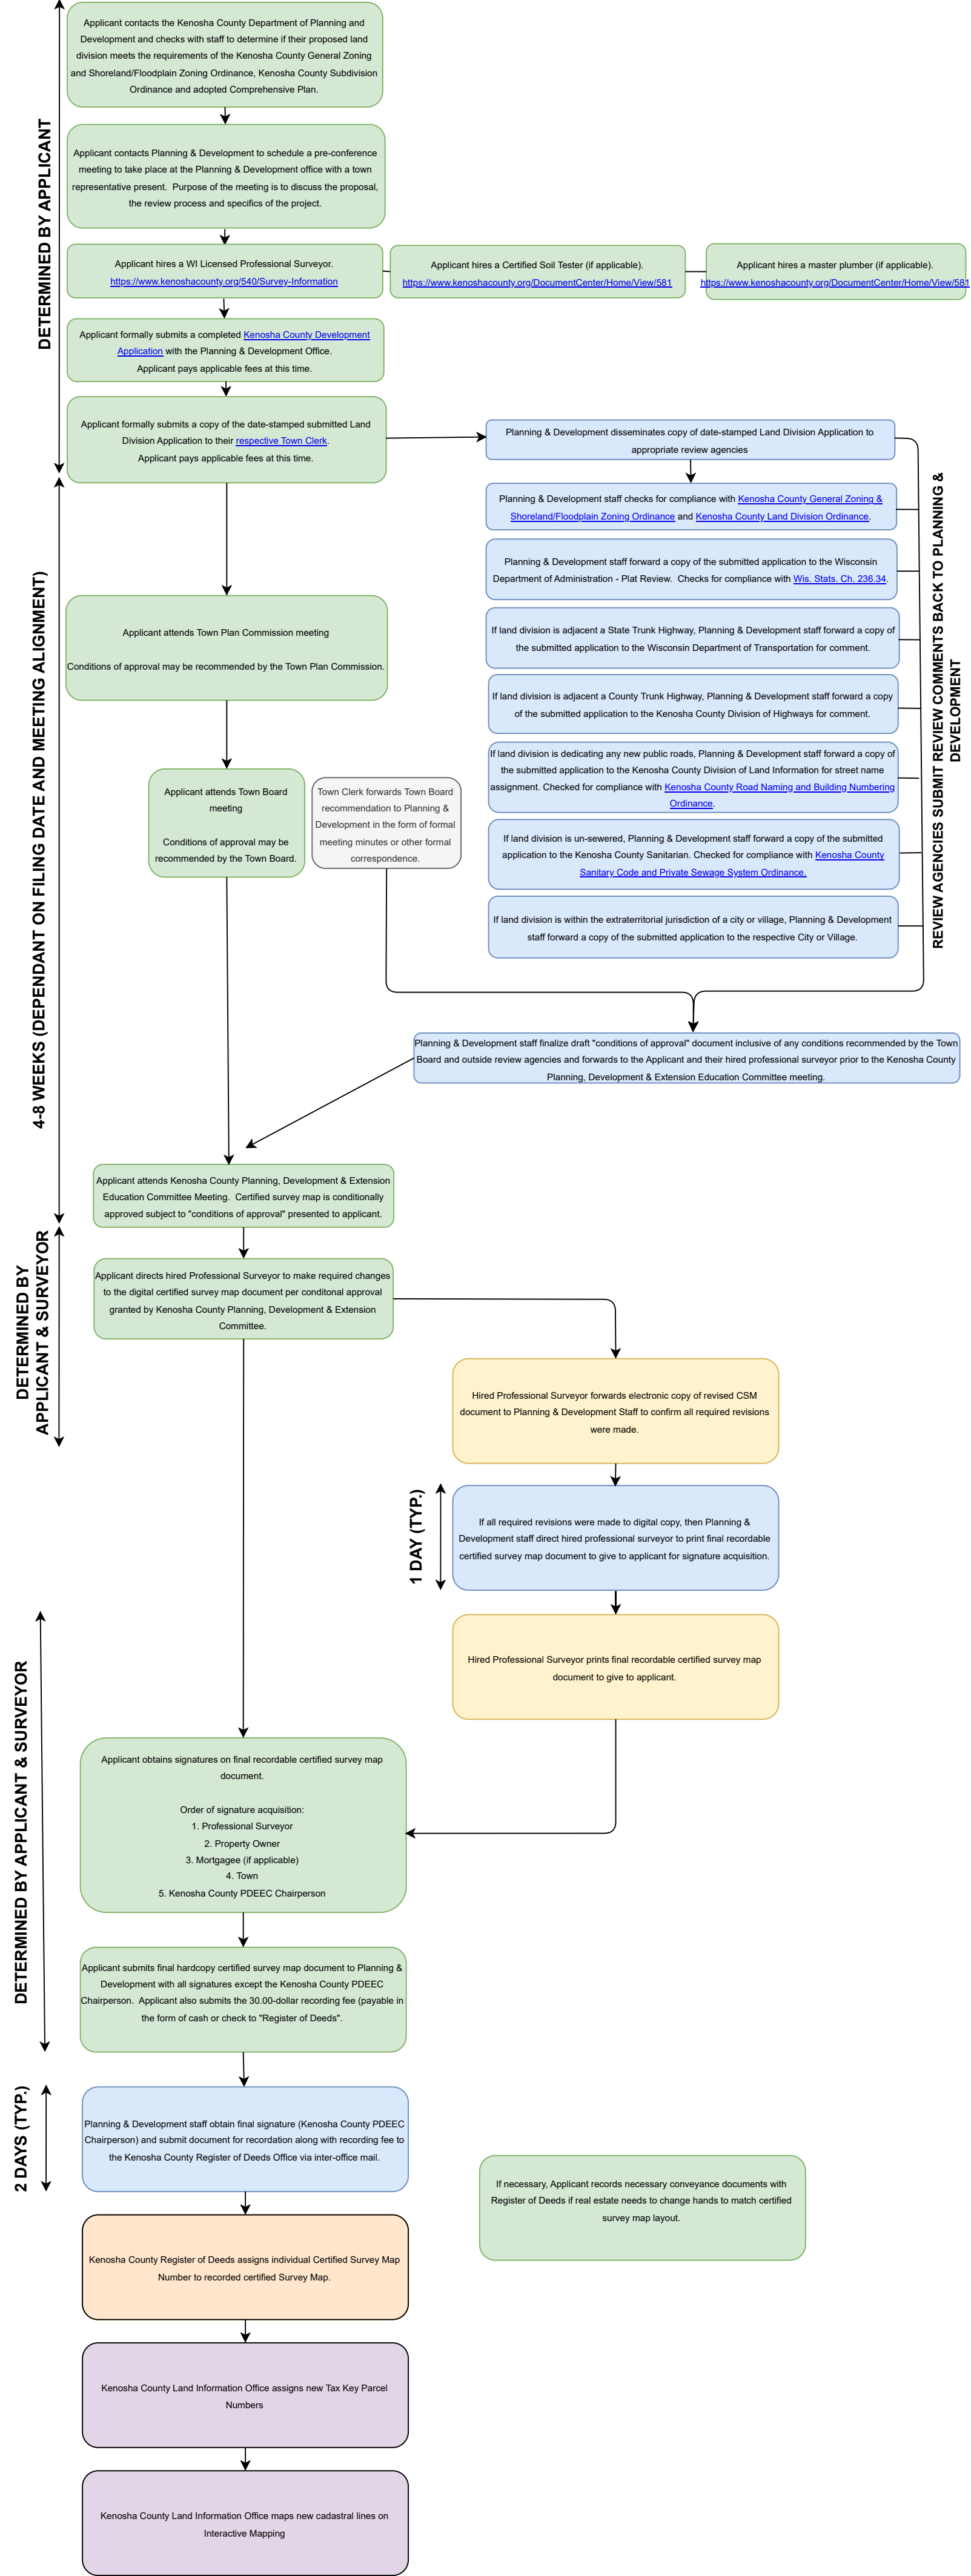 Applicant contacts the Kenosha County Department of Planning and
Development and checks with staff to determine if their proposed land
division meets the requirements of the Kenosha County General Zoning
and Shoreland/Floodplain Zoning Ordinance, Kenosha County Subdivision
Ordinance and adopted Comprehensive Plan.
DETERMINED BY APPLICANT
Applicant contacts Planning & Development to schedule a pre-conference
meeting to take place at the Planning & Development office with a town
representative present.  Purpose of the meeting is to discuss the proposal,
the review process and specifics of the project.
Applicant hires a WI Licensed Professional Surveyor.
https://www.kenoshacounty.org/540/Survey-Information
Applicant hires a Certified Soil Tester (if applicable).
https://www.kenoshacounty.org/DocumentCenter/Home/View/581
Applicant hires a master plumber (if applicable).
https://www.kenoshacounty.org/DocumentCenter/Home/View/581
Applicant formally submits a completed Kenosha County Development
Application with the Planning & Development Office.
Applicant pays applicable fees at this time.
Applicant formally submits a copy of the date-stamped submitted Land
Division Application to their respective Town Clerk.
Applicant pays applicable fees at this time.
Planning & Development disseminates copy of date-stamped Land Division Application to
appropriate review agencies
Planning & Development staff checks for compliance with Kenosha County General Zoning &
Shoreland/Floodplain Zoning Ordinance and Kenosha County Land Division Ordinance.
Planning & Development staff forward a copy of the submitted application to the Wisconsin
Department of Administration - Plat Review.  Checks for compliance with Wis. Stats. Ch. 236.34.
If land division is adjacent a State Trunk Highway, Planning & Development staff forward a copy of
the submitted application to the Wisconsin Department of Transportation for comment.
If land division is adjacent a County Trunk Highway, Planning & Development staff forward a copy
of the submitted application to the Kenosha County Division of Highways for comment.
If land division is dedicating any new public roads, Planning & Development staff forward a copy of
the submitted application to the Kenosha County Division of Land Information for street name
assignment. Checked for compliance with Kenosha County Road Naming and Building Numbering
Ordinance.
If land division is un-sewered, Planning & Development staff forward a copy of the submitted
application to the Kenosha County Sanitarian. Checked for compliance with Kenosha County
Sanitary Code and Private Sewage System Ordinance.
If land division is within the extraterritorial jurisdiction of a city or village, Planning & Development
staff forward a copy of the submitted application to the respective City or Village.
REVIEW AGENCIES SUBMIT REVIEW COMMENTS BACK TO PLANNING &
DEVELOPMENT
4-8 WEEKS (DEPENDANT ON FILING DATE AND MEETING ALIGNMENT)
Applicant attends Town Plan Commission meeting
Conditions of approval may be recommended by the Town Plan Commission.
Applicant attends Town Board
meeting
Conditions of approval may be
recommended by the Town Board.
Town Clerk forwards Town Board
recommendation to Planning &
Development in the form of formal
meeting minutes or other formal
correspondence.
Planning & Development staff finalize draft "conditions of approval" document inclusive of any conditions recommended by the Town
Board and outside review agencies and forwards to the Applicant and their hired professional surveyor prior to the Kenosha County
Planning, Development & Extension Education Committee meeting.
Applicant attends Kenosha County Planning, Development & Extension
Education Committee Meeting.  Certified survey map is conditionally
approved subject to "conditions of approval" presented to applicant.
DETERMINED BY
APPLICANT & SURVEYOR
Applicant directs hired Professional Surveyor to make required changes
to the digital certified survey map document per conditonal approval
granted by Kenosha County Planning, Development & Extension
Committee.
Hired Professional Surveyor forwards electronic copy of revised CSM
document to Planning & Development Staff to confirm all required revisions
were made.
1 DAY (TYP.)
If all required revisions were made to digital copy, then Planning &
Development staff direct hired professional surveyor to print final recordable
certified survey map document to give to applicant for signature acquisition.
Hired Professional Surveyor prints final recordable certified survey map
document to give to applicant.
DETERMINED BY APPLICANT & SURVEYOR
Applicant obtains signatures on final recordable certified survey map
document.
Order of signature acquisition:
1. Professional Surveyor
2. Property Owner
3. Mortgagee (if applicable)
4. Town
5. Kenosha County PDEEC Chairperson
Applicant submits final hardcopy certified survey map document to Planning &
Development with all signatures except the Kenosha County PDEEC
Chairperson.  Applicant also submits the 30.00-dollar recording fee (payable in
the form of cash or check to "Register of Deeds".
2 DAYS (TYP.)
Planning & Development staff obtain final signature (Kenosha County PDEEC
Chairperson) and submit document for recordation along with recording fee to
the Kenosha County Register of Deeds Office via inter-office mail.
If necessary, Applicant records necessary conveyance documents with
Register of Deeds if real estate needs to change hands to match certified
survey map layout.
Kenosha County Register of Deeds assigns individual Certified Survey Map
Number to recorded certified Survey Map.
Kenosha County Land Information Office assigns new Tax Key Parcel
Numbers
Kenosha County Land Information Office maps new cadastral lines on
Interactive Mapping